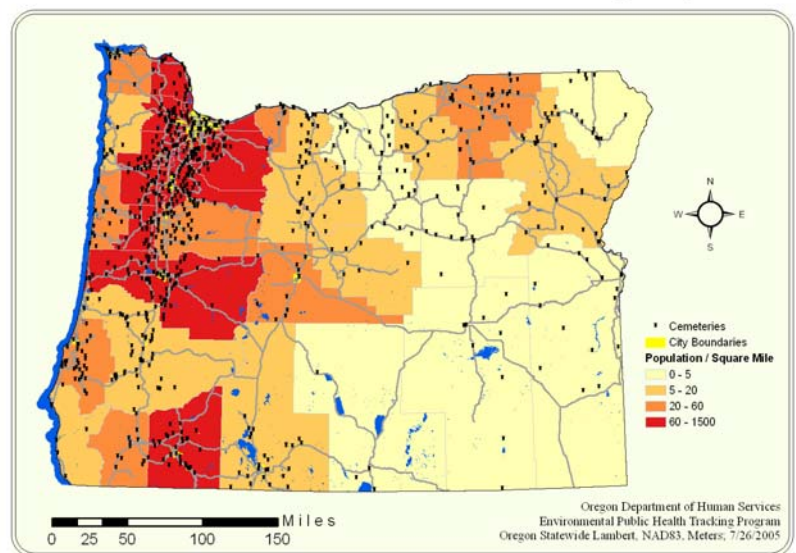 N
W E
S
Cemeteries
City Boundaries
Population / Square Mile
0 - 5
5 - 20
20 - 60
60 - 1500
Miles
0 25 50 100 150
Oregon Department of Human Services
Environmental Public Health Tracking Program
Oregon Statewide Lambert, NAD83, Meters; 7/26/2005